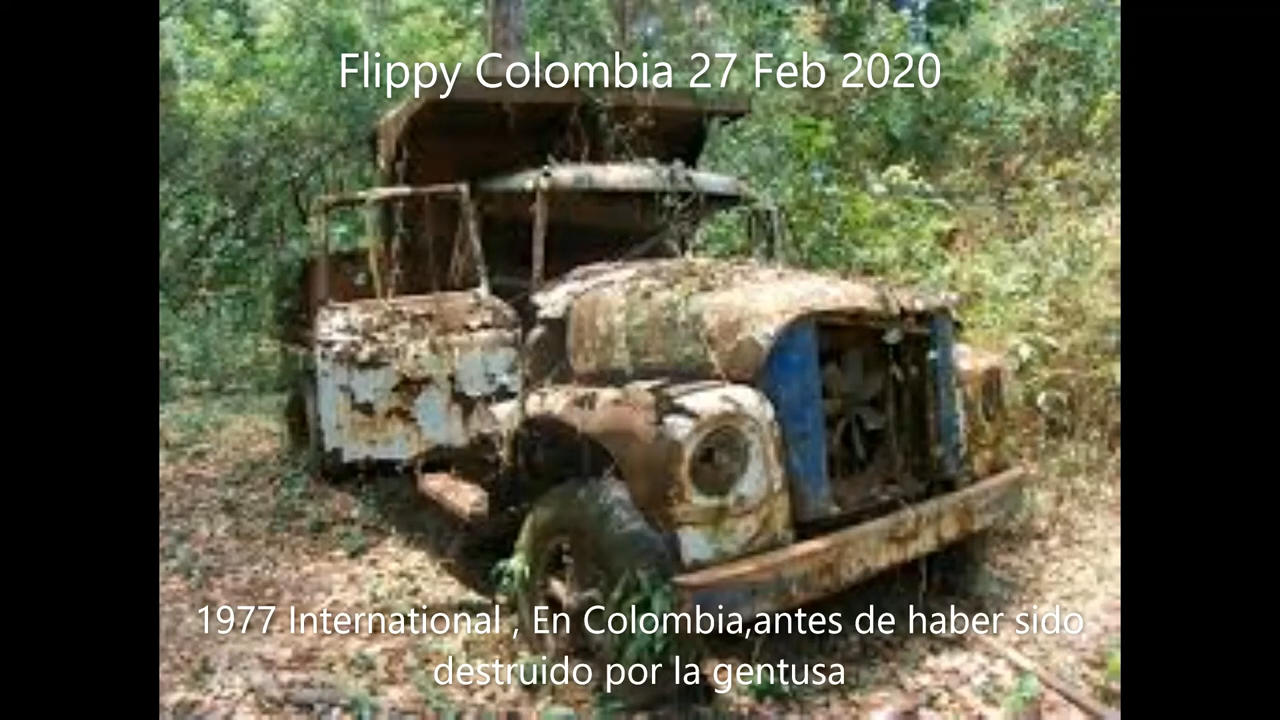 Flippy Colombia 27 Feb 2020
1977 International , En Colombia,antes de haber sido
destruido por la gentusa